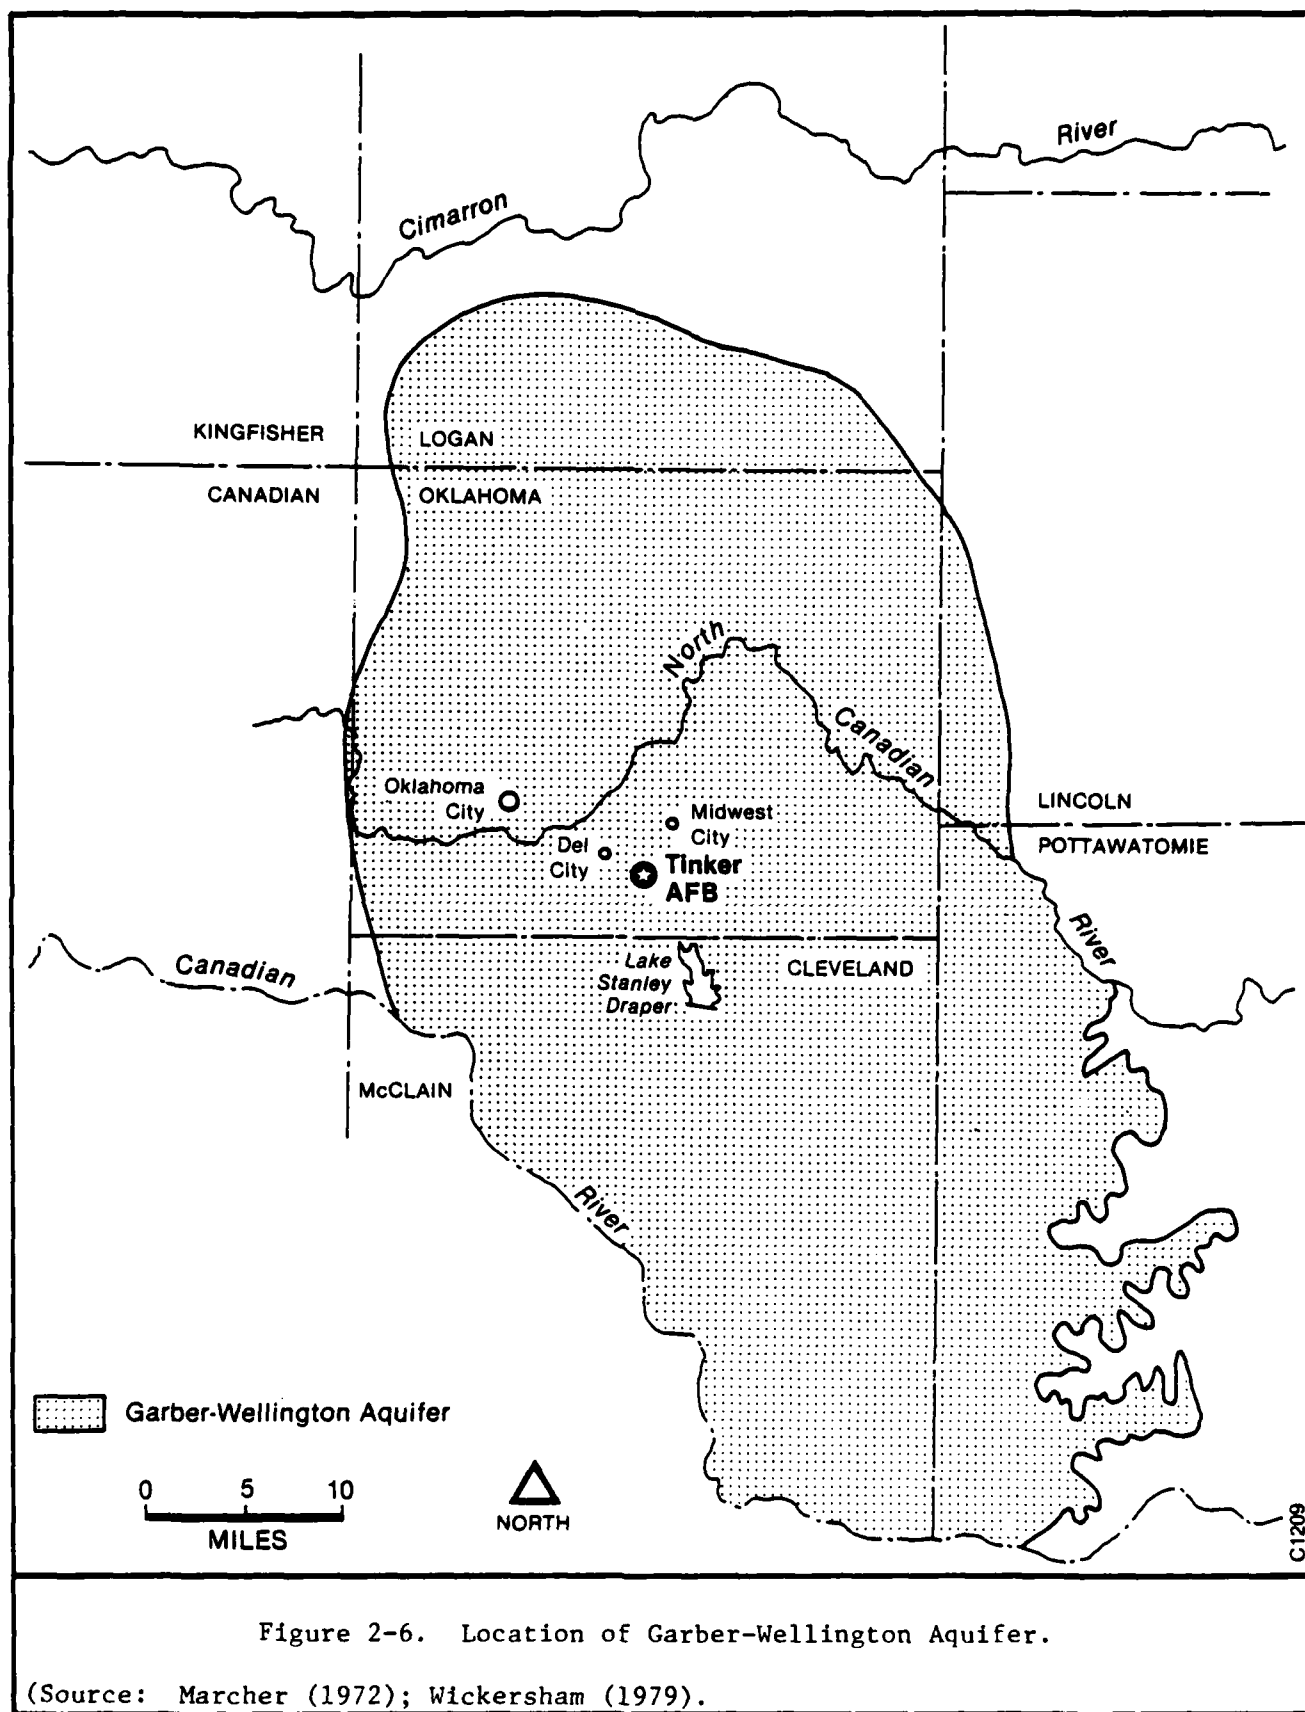 River
Cimarron
KINGFISHER
LOGAN
CANADIAN
OKLAHOMA
North
Canadian
River
Oklahoma
City
Midwest
City
Del
City
Tinker
AFB
LINCOLN
POTTAWATOMIE
Canadian
River
Lake
Stanley
Draper
CLEVELAND
McCLAIN
Garber-Wellington Aquifer
0 5 10
MILES
NORTH
C1209
Figure 2-6. Location of Garber-Wellington Aquifer.
(Source: Marcher (1972); Wickersham (1979).